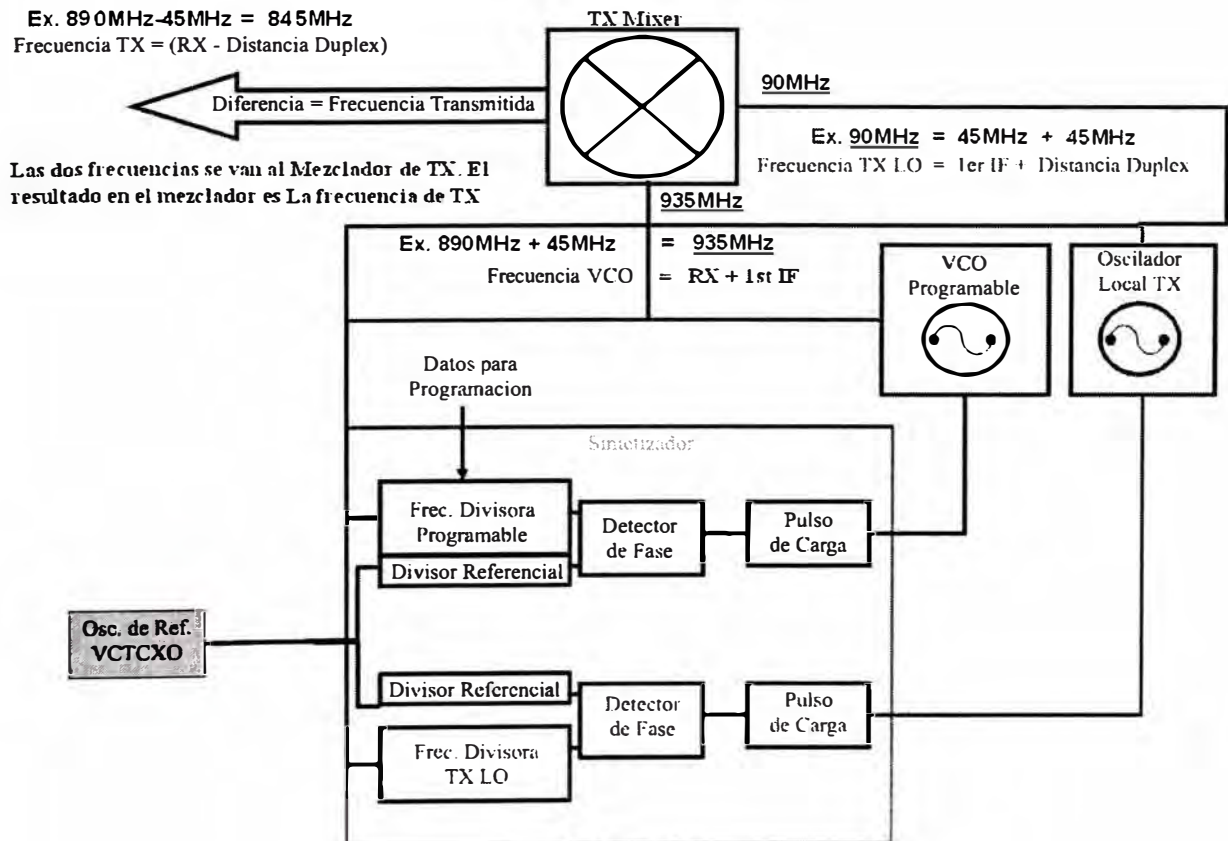 Ex. 890MHz-45MHz = 845MHz
Frecuencia TX = (RX - Distancia Duplex)
TX Mixer
Diferencia = Frecuencia Transmitida
90MHz
Ex. 90MHz = 45MHz + 45MHz
Frecuencia TX LO = 1er IF + Distancia Duplex
Las dos frecuencias se van al Mezclador de TX. El
resultado en el mezclador es La frecuencia de TX
935MHz
Ex. 890MHz + 45MHz = 935MHz
Frecuencia VCO = RX + 1st IF
VCO
Programable
Oscilador
Local TX
Datos para
Programacion
Sintetizador
Frec. Divisora
Programable
Divisor Referencial
Detector
de Fase
Pulso
de Carga
Osc. de Ref.
VCTCXO
Divisor Referencial
Frec. Divisora
TX LO
Detector
de Fase
Pulso
de Carga